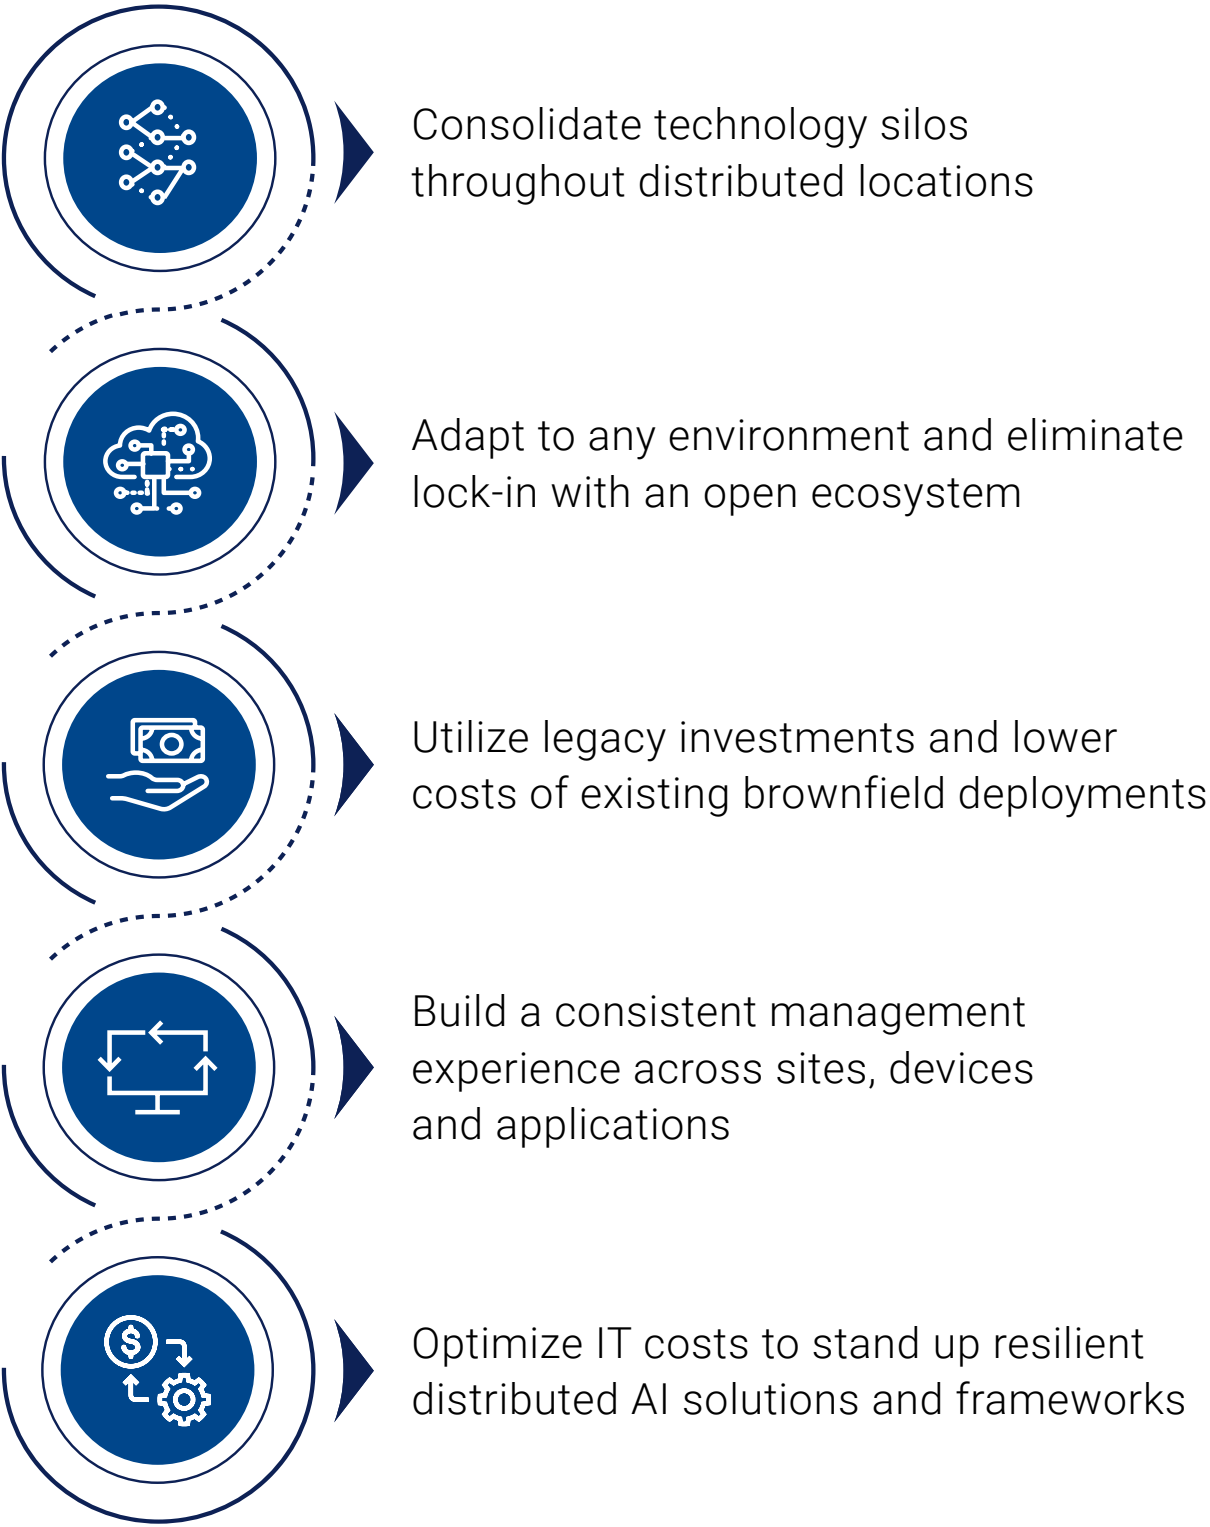 Consolidate technology silos
throughout distributed locations
Adapt to any environment and eliminate
lock-in with an open ecosystem
Utilize legacy investments and lower
costs of existing brownfield deployments
Build a consistent management
experience across sites, devices
and applications
$
Optimize IT costs to stand up resilient
distributed AI solutions and frameworks